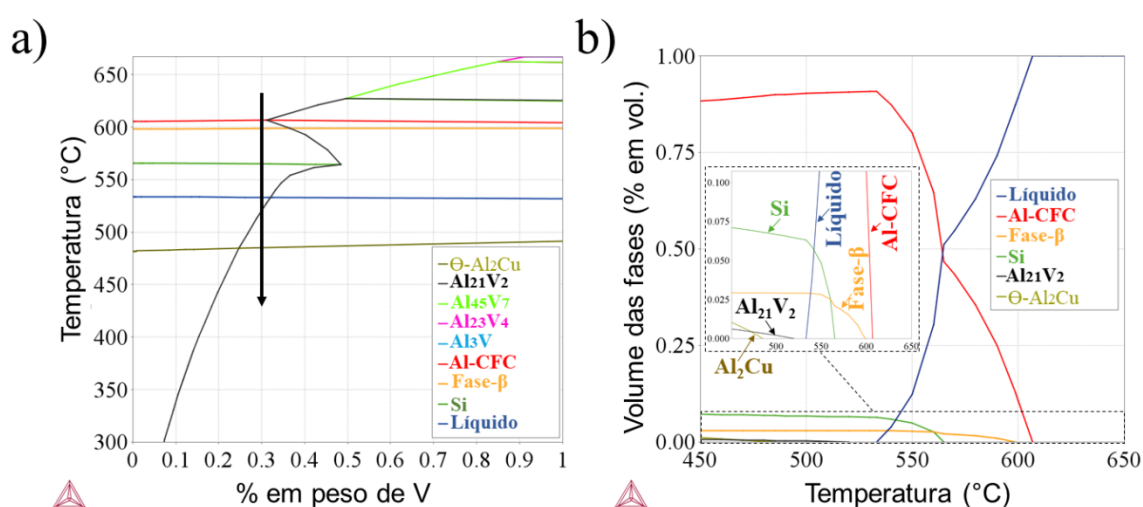 a)
Temperatura (°C)
650
600
550
500
450
400
350
300
0 0.1 0.2 0.3 0.4 0.5 0.6 0.7 0.8 0.9 1
% em peso de V
Ɵ-Al2Cu
Al21V2
Al45V7
Al23V4
Al3V
Al-CFC
Fase-β
Si
Líquido
b)
Volume das fases (% em vol.)
1.00
0.75
0.50
0.25
0.00
450 500 550 600 650
Temperatura (°C)
Líquido
Al-CFC
Fase-β
Si
Al21V2
Ɵ-Al2Cu
0.100
0.075
0.050
0.025
0.000
500 550 600 650
Si
Líquido
Fase-β
Al-CFC
Al21V2
Al2Cu